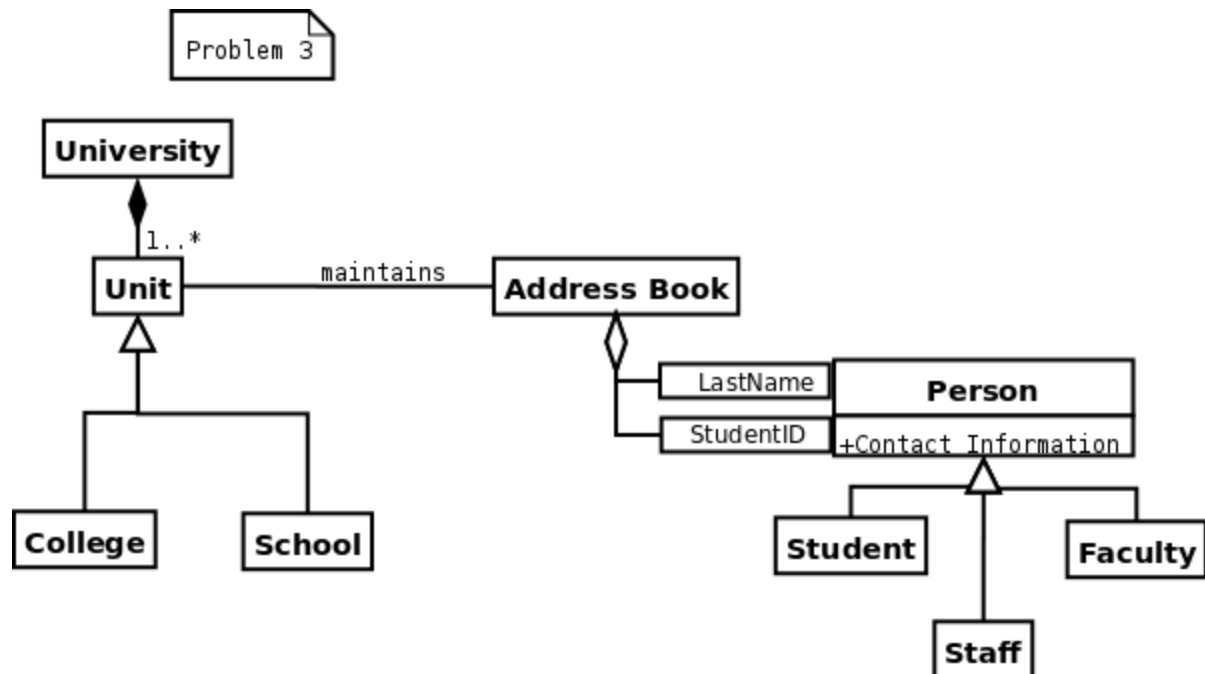 Problem 3
University
1..*
Unit
maintains
Address Book
LastName
Person
StudentID
+Contact Information
College
School
Student
Faculty
Staff